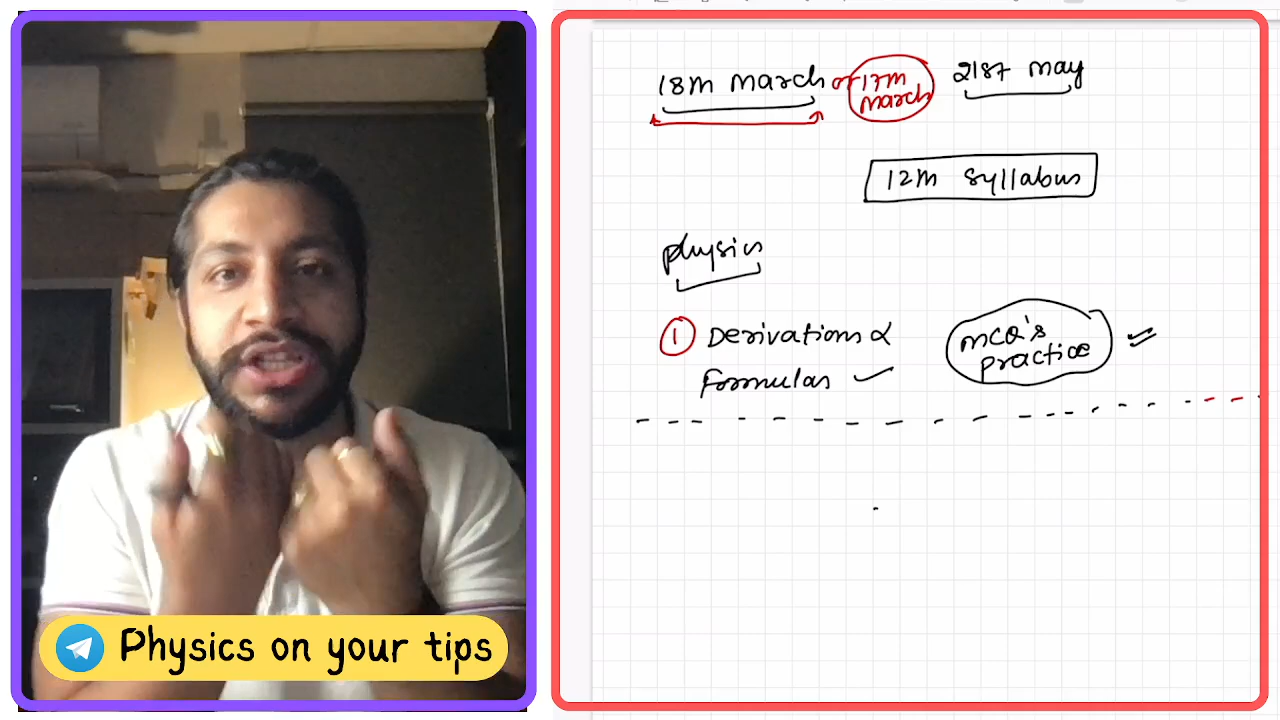 18th march or 17th march 21st may
12th syllabus
physics
1 Derivations &
Formulas
MCQ's
practice
Physics on your tips